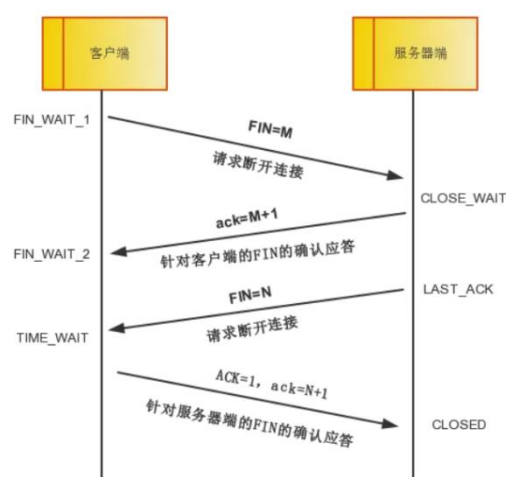 客户端
服务器端
FIN_WAIT_1
FIN=M
请求断开连接
CLOSE_WAIT
ack=M+1
针对客户端的FIN的确认应答
FIN_WAIT_2
FIN=N
LAST_ACK
请求断开连接
TIME_WAIT
ACK=1, ack=N+1
针对服务器端的FIN的确认应答
CLOSED